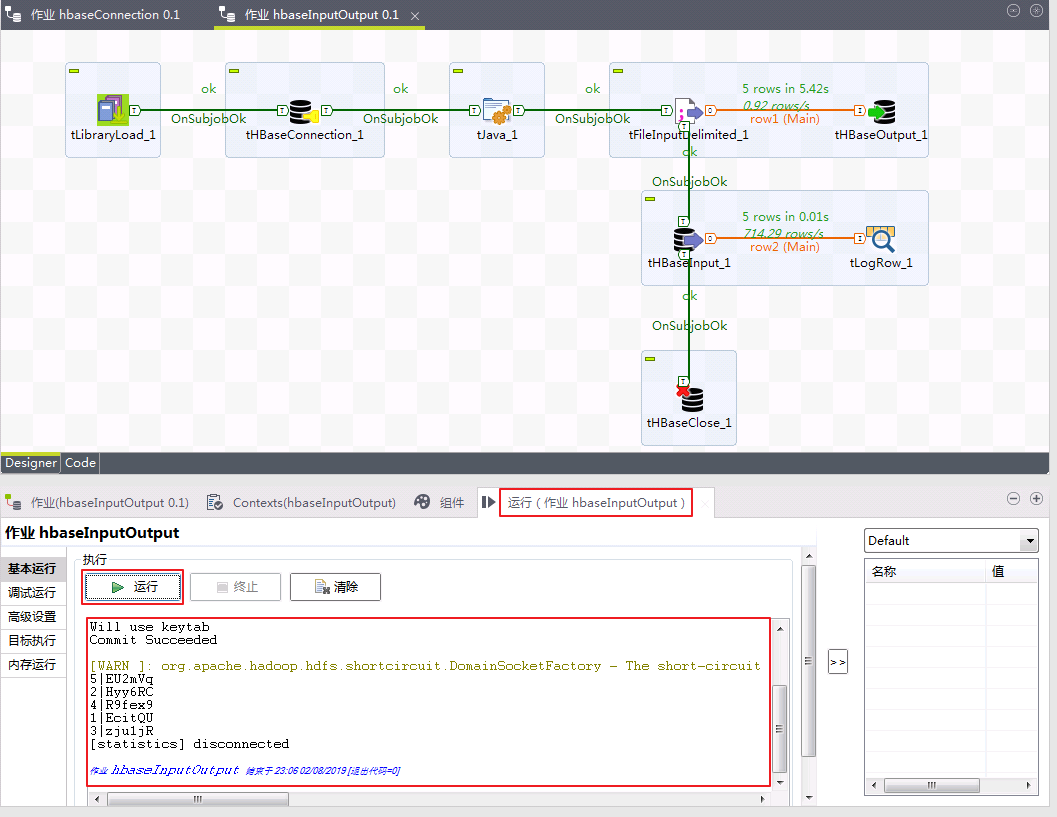 作业 hbaseConnection 0.1
作业 hbaseInputOutput 0.1
ok
ok
ok
5 rows in 5.42s
0.92 rows/s
row1 (Main)
OnSubjobOk
OnSubjobOk
OnSubjobOk
tLibraryLoad_1
tHBaseConnection_1
tJava_1
tFileInputDelimited_1
tHBaseOutput_1
ok
OnSubjobOk
5 rows in 0.01s
714.29 rows/s
row2 (Main)
tHBaseInput_1
tLogRow_1
ok
OnSubjobOk
tHBaseClose_1
Designer
Code
作业(hbaseInputOutput 0.1)
Contexts(hbaseInputOutput)
组件
运行 ( 作业 hbaseInputOutput )
作业 hbaseInputOutput
基本运行
调试运行
高级设置
目标执行
内存运行
执行
运行
终止
清除
Will use keytab
Commit Succeeded
[WARN ]: org.apache.hadoop.hdfs.shortcircuit.DomainSocketFactory - The short-circuit
5|EU2mVq
2|Hyy6RC
4|R9fex9
1|EcitQU
3|zju1jR
[statistics] disconnected
作业 hbaseInputOutput 结束于 23:06 02/08/2019 [退出代码=0]
>>
Default
名称
值